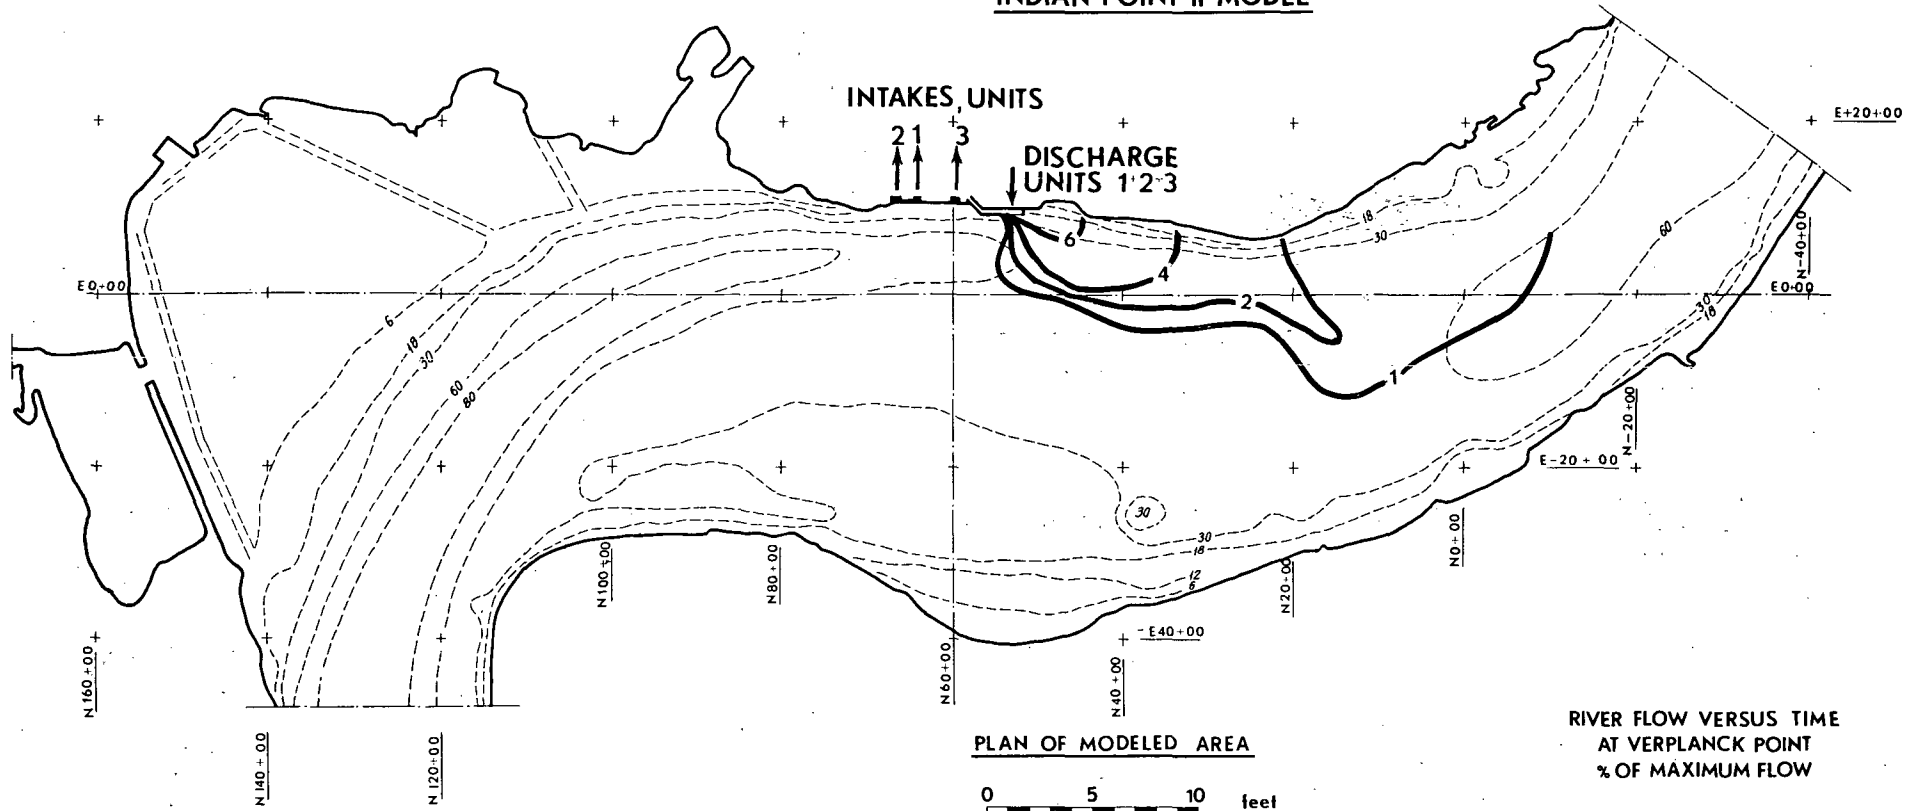 INDIAN POINT II MODEL
INTAKES, UNITS
2 1 3
DISCHARGE
UNITS 1·2·3
E+20+00
18
30
60
N-40+00
6
4
2
1
E0+00
E0+00
6
18
30
60
80
30
18
N-20+00
E-20+00
30
30
18
12
6
N0+00
N20+00
N100+00
N80+00
-E40+00
N160+00
N60+00
N40+00
N140+00
N120+00
PLAN OF MODELED AREA
0 5 10 feet
RIVER FLOW VERSUS TIME
AT VERPLANCK POINT
% OF MAXIMUM FLOW